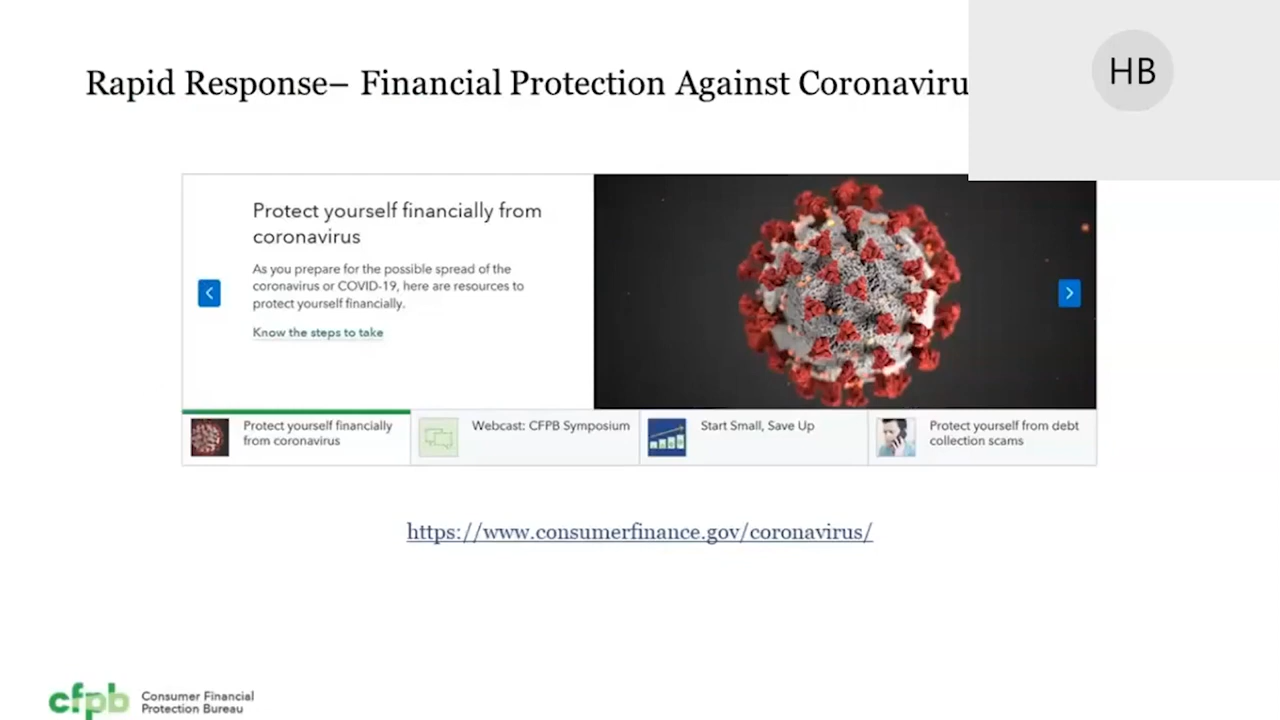 Rapid Response– Financial Protection Against Coronaviru
HB
Protect yourself financially from
coronavirus
As you prepare for the possible spread of the
coronavirus or COVID-19, here are resources to
protect yourself financially.
Know the steps to take
Protect yourself financially
from coronavirus
Webcast: CFPB Symposium
Start Small, Save Up
Protect yourself from debt
collection scams
https://www.consumerfinance.gov/coronavirus/
cfpb
Consumer Financial
Protection Bureau